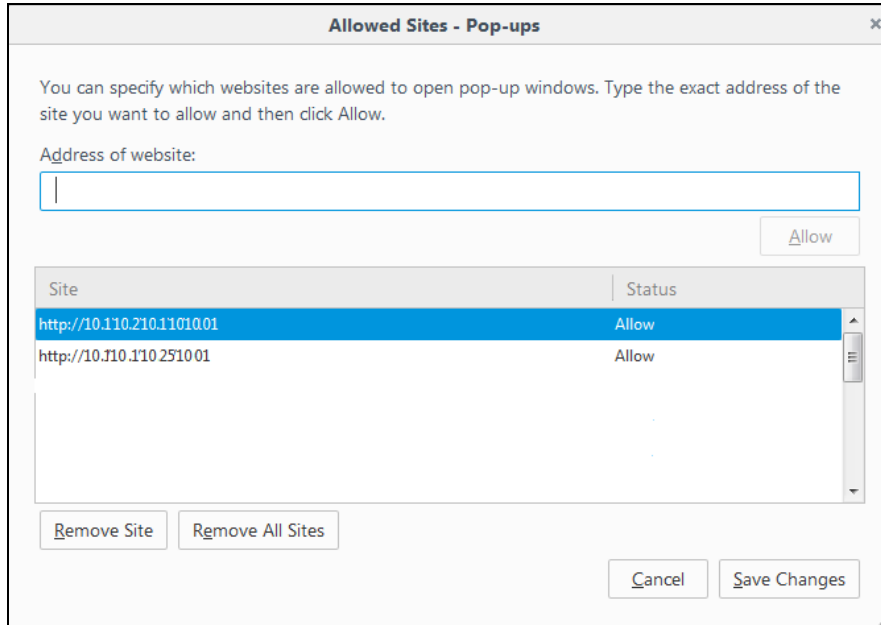 Allowed Sites - Pop-ups
You can specify which websites are allowed to open pop-up windows. Type the exact address of the
site you want to allow and then click Allow.
Address of website:
Allow
Site Status
Allow
Allow
Remove Site Remove All Sites
Cancel Save Changes